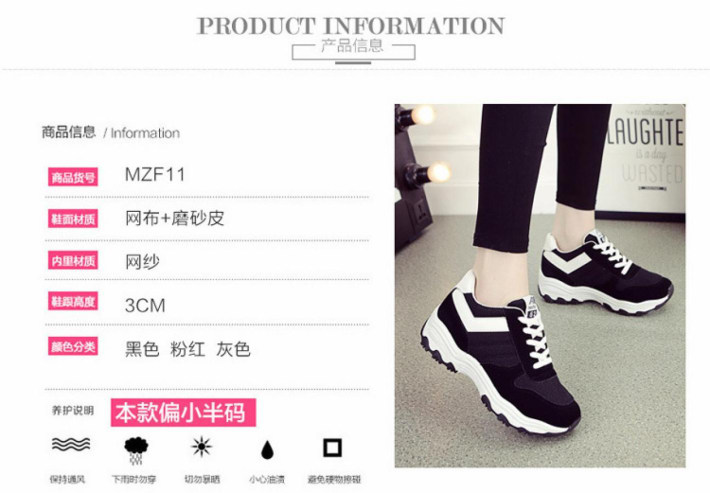 PRODUCT INFORMATION
产品信息
商品信息 / Information
商品货号 MZF11
鞋面材质 网布+磨砂皮
内里材质 网纱
鞋跟高度 3CM
颜色分类 黑色 粉红 灰色
养护说明 本款偏小半码
保持通风 下雨时勿穿 切勿暴晒 小心油渍 避免硬物擦碰
LAUGHTE
is a day
WASTED